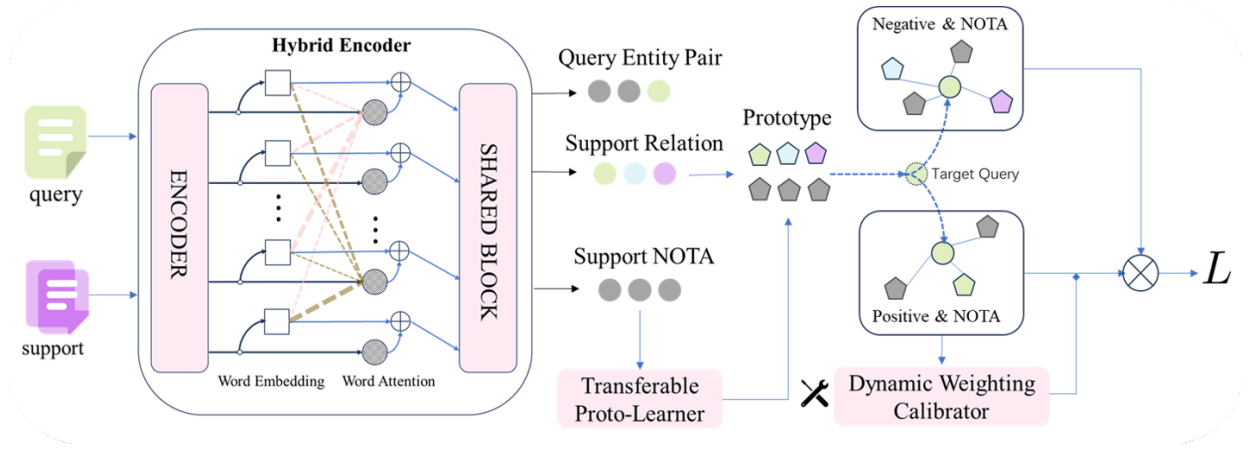 query
support
Hybrid Encoder
ENCODER
Word Embedding
Word Attention
SHARED BLOCK
Query Entity Pair
Support Relation
Support NOTA
Transferable
Proto-Learner
Prototype
Negative & NOTA
Target Query
Positive & NOTA
Dynamic Weighting
Calibrator
L